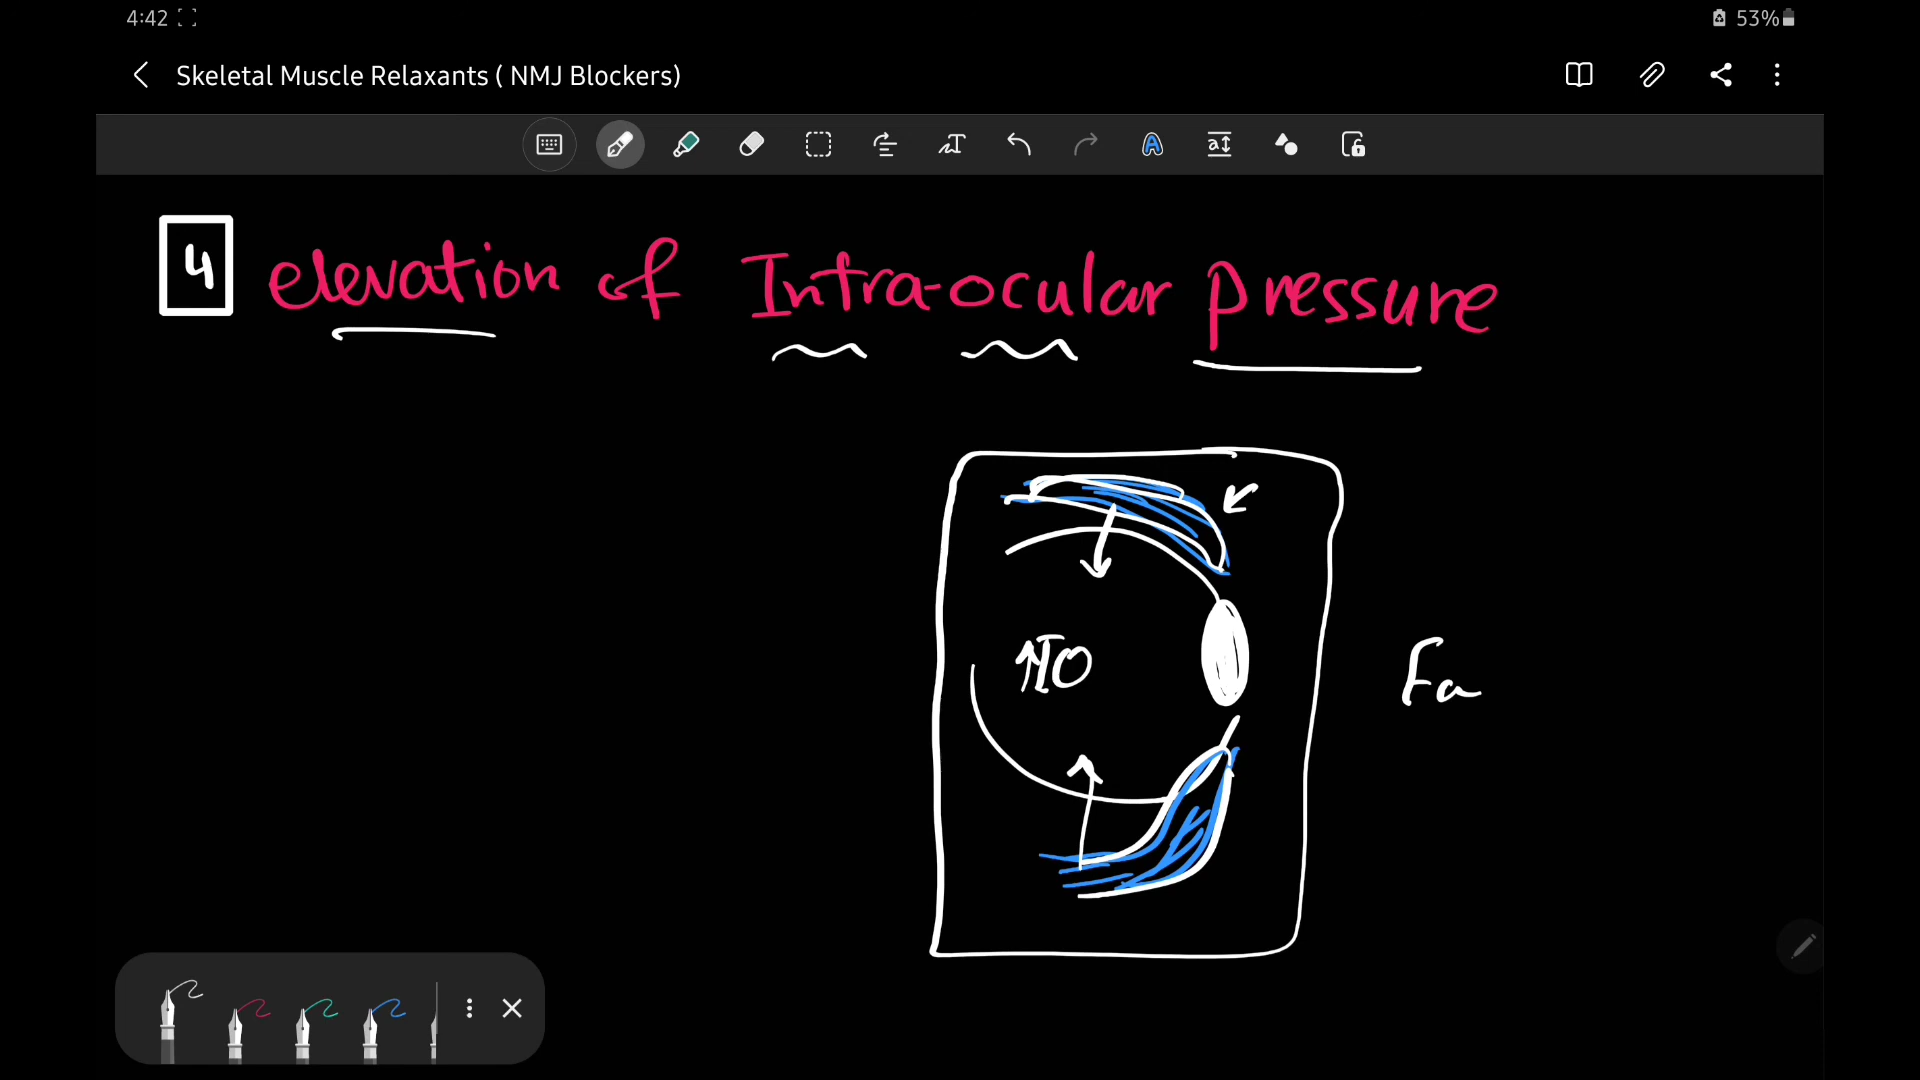 4:42
53%
Skeletal Muscle Relaxants ( NMJ Blockers)
4 elevation of Intra-ocular pressure
↑IO
Fa